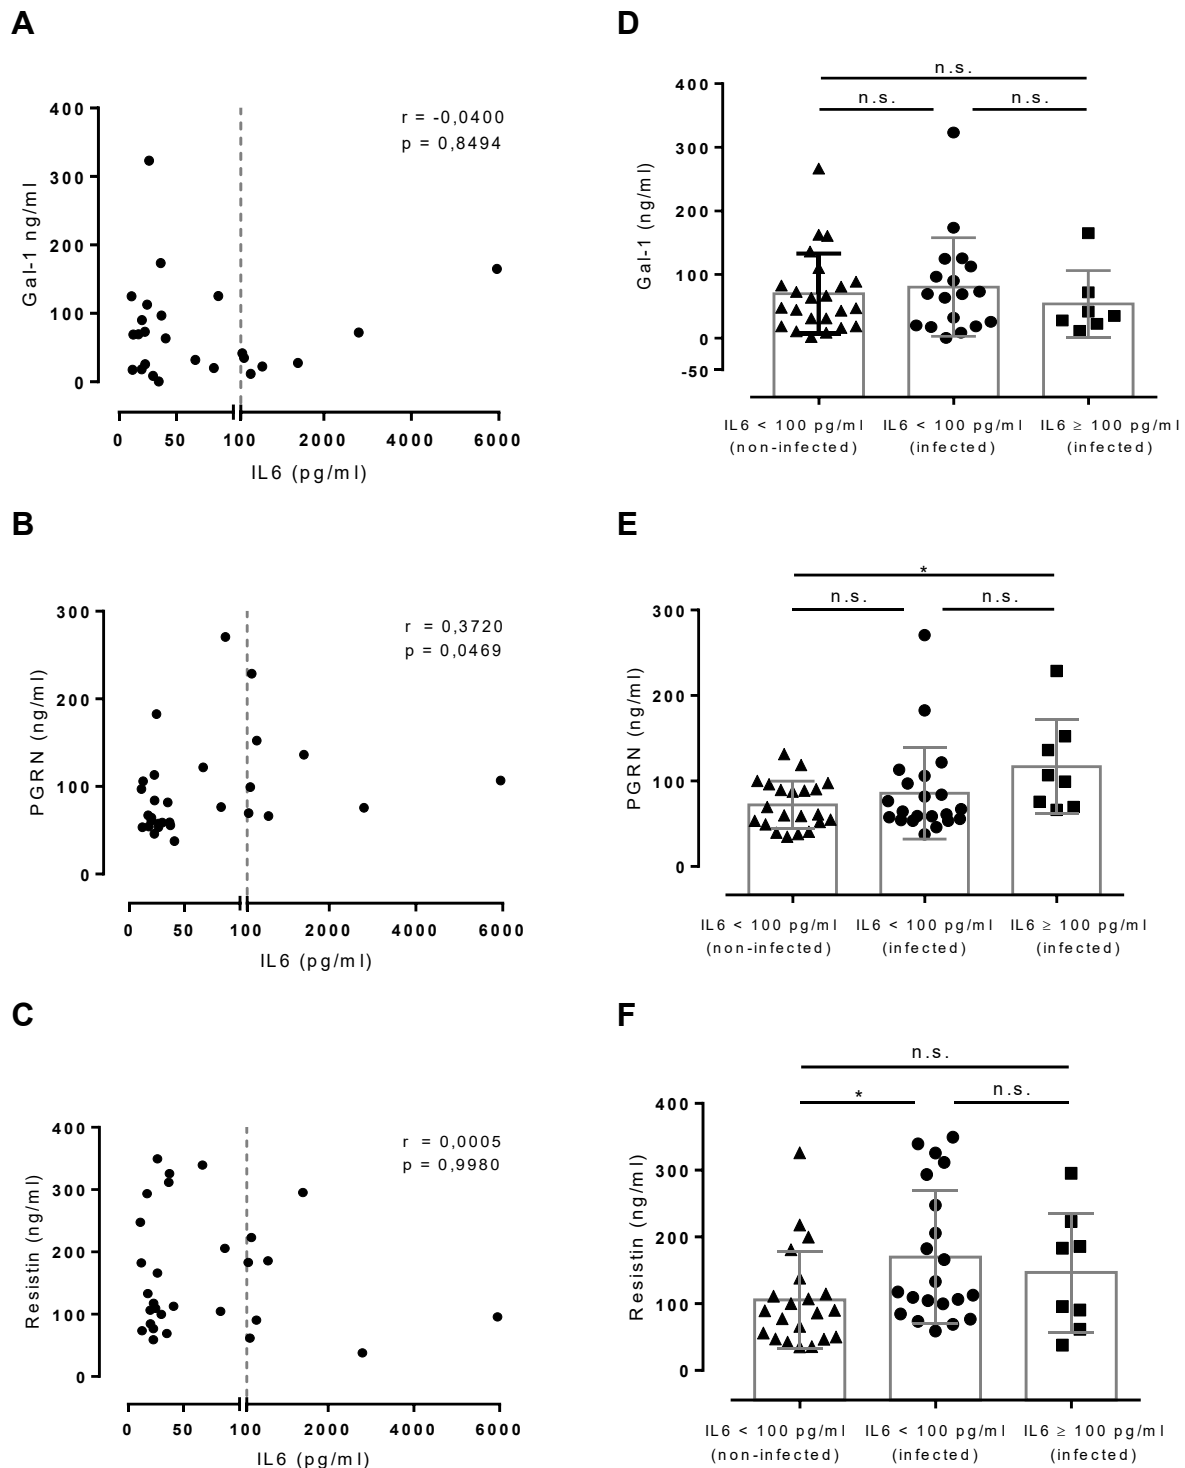 A
400
300
200
100
0
Gal-1 ng/ml
r = -0,0400
p = 0,8494
0 50 100 2000 4000 6000
IL6 (pg/ml)
D
n.s.
n.s. n.s.
400
300
200
100
0
-50
Gal-1 (ng/ml)
IL6 < 100 pg/ml IL6 < 100 pg/ml IL6 ≥ 100 pg/ml
(non-infected) (infected) (infected)
B
300
200
100
0
PGRN (ng/ml)
r = 0,3720
p = 0,0469
0 50 100 2000 4000 6000
IL6 (pg/ml)
E
*
n.s. n.s.
300
200
100
0
PGRN (ng/ml)
IL6 < 100 pg/ml IL6 < 100 pg/ml IL6 ≥ 100 pg/ml
(non-infected) (infected) (infected)
C
400
300
200
100
0
Resistin (ng/ml)
r = 0,0005
p = 0,9980
0 50 100 2000 4000 6000
IL6 (pg/ml)
F
n.s.
* n.s.
400
300
200
100
0
Resistin (ng/ml)
IL6 < 100 pg/ml IL6 < 100 pg/ml IL6 ≥ 100 pg/ml
(non-infected) (infected) (infected)